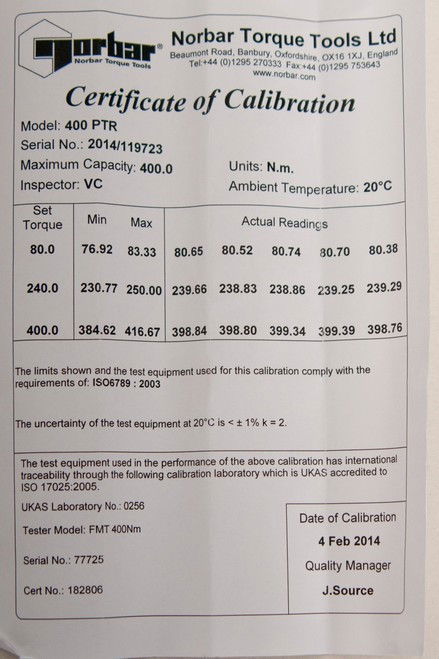 norbar®
Norbar Torque Tools
Norbar Torque Tools Ltd
Beaumont Road, Banbury, Oxfordshire, OX16 1XJ, England
Tel:+44 (0)1295 270333 Fax +44 (0)1295 753643
www.norbar.com
Certificate of Calibration
Model: 400 PTR
Serial No.: 2014/119723
Maximum Capacity: 400.0 Units: N.m.
Inspector: VC Ambient Temperature: 20°C
Set Torque Min Max Actual Readings
80.0 76.92 83.33 80.65 80.52 80.74 80.70 80.38
240.0 230.77 250.00 239.66 238.83 238.86 239.25 239.29
400.0 384.62 416.67 398.84 398.80 399.34 399.39 398.76
The limits shown and the test equipment used for this calibration comply with the
requirements of: ISO6789 : 2003
The uncertainty of the test equipment at 20°C is < ± 1% k = 2.
The test equipment used in the performance of the above calibration has international
traceability through the following calibration laboratory which is UKAS accredited to
ISO 17025:2005.
UKAS Laboratory No.: 0256
Tester Model: FMT 400Nm
Serial No.: 77725
Cert No.: 182806
Date of Calibration
4 Feb 2014
Quality Manager
J.Source